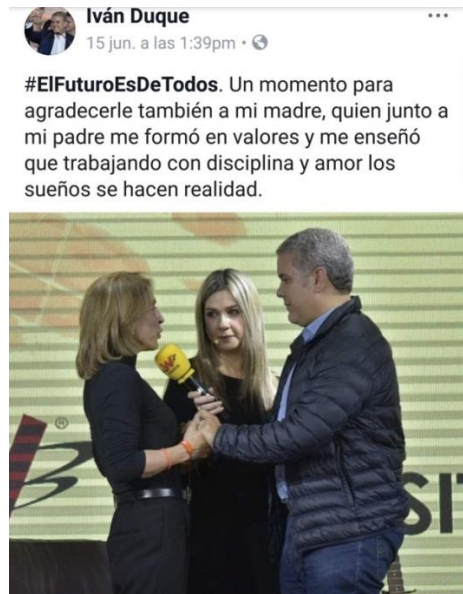 Iván Duque
15 jun. a las 1:39pm
#ElFuturoEsDeTodos. Un momento para
agradecerle también a mi madre, quien junto a
mi padre me formó en valores y me enseñó
que trabajando con disciplina y amor los
sueños se hacen realidad.
W
B®
SI